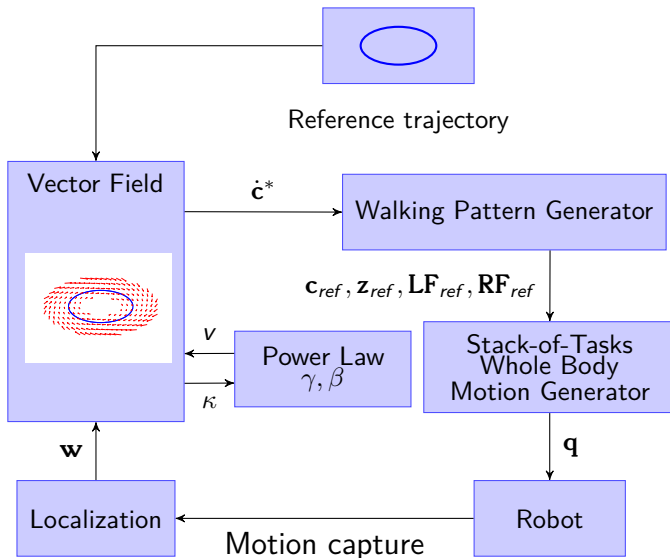 Reference trajectory
Vector Field
ċ*
Walking Pattern Generator
c_ref, z_ref, LF_ref, RF_ref
v
Power Law
γ, β
κ
Stack-of-Tasks
Whole Body
Motion Generator
w
q
Localization
Motion capture
Robot